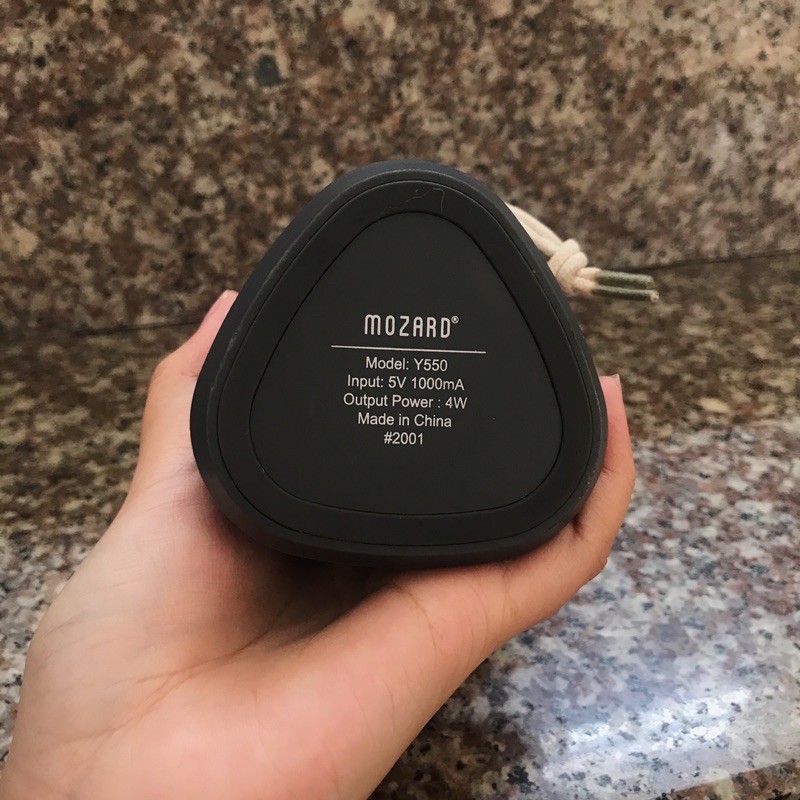 MOZARD®
Model: Y550
Input: 5V 1000mA
Output Power : 4W
Made in China
#2001